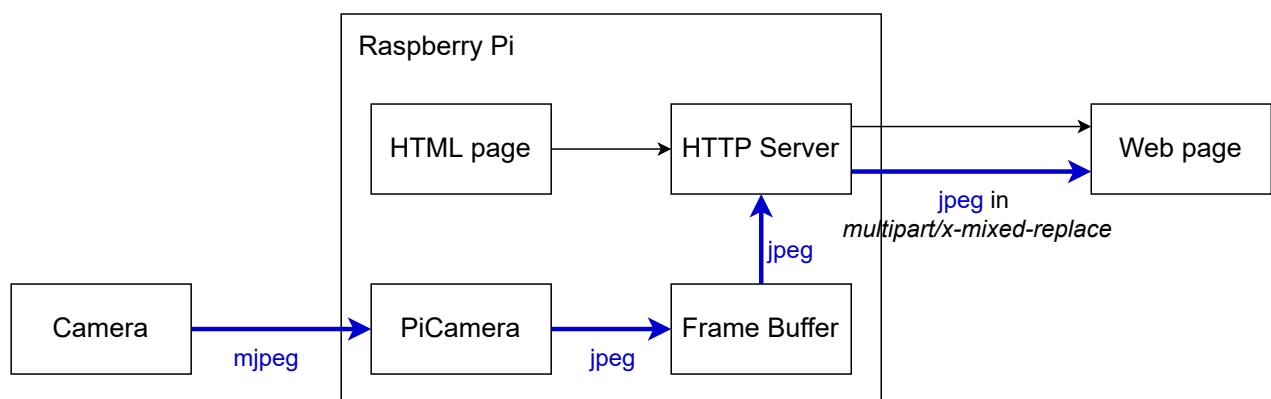 Raspberry Pi
HTML page
HTTP Server
Web page
jpeg in
multipart/x-mixed-replace
jpeg
Camera
PiCamera
Frame Buffer
mjpeg
jpeg